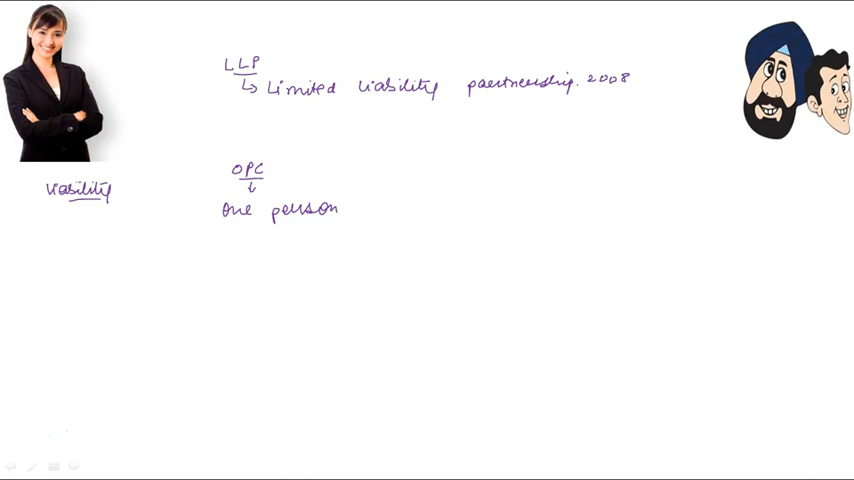 LLP
↳ Limited liability partnership. 2008
OPC
liability
One person